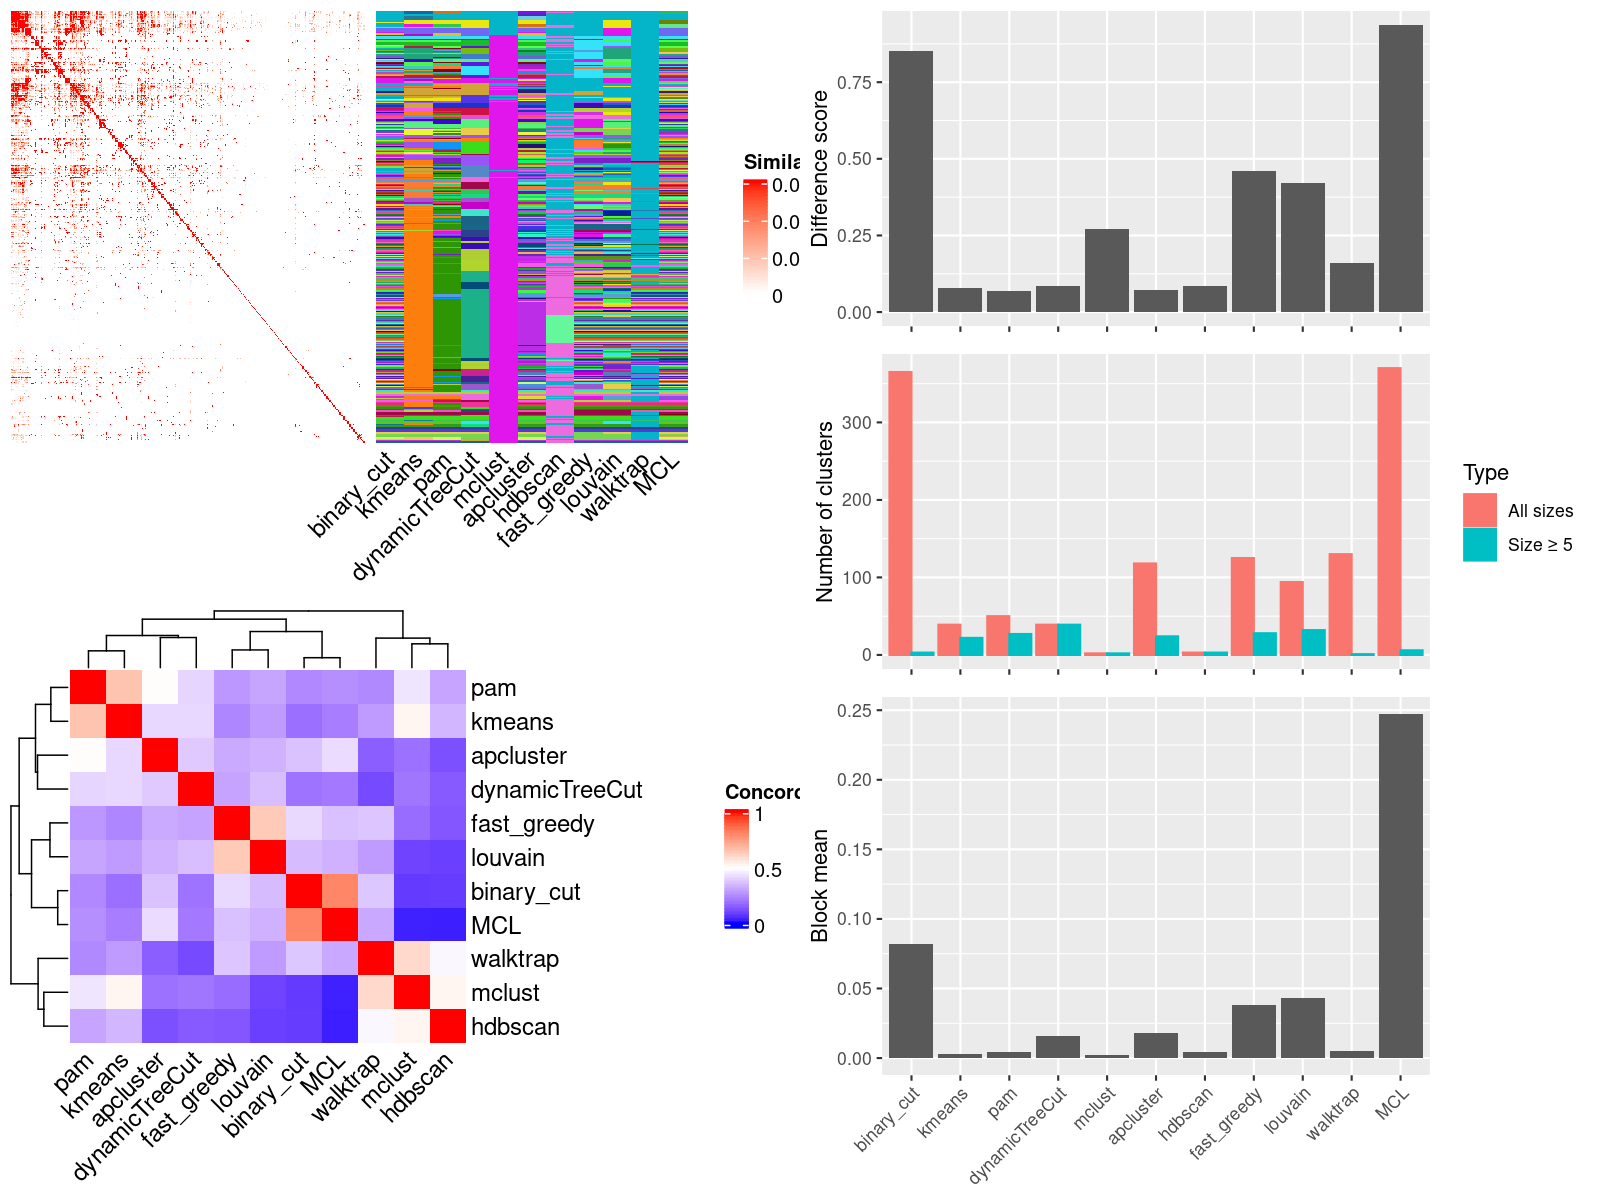 Simila
0.0
0.0
0.0
0
binary_cut
kmeans
pam
dynamicTreeCut
mclust
apcluster
hdbscan
fast_greedy
louvain
walktrap
MCL
pam
kmeans
apcluster
dynamicTreeCut
fast_greedy
louvain
binary_cut
MCL
walktrap
mclust
hdbscan
pam
kmeans
apcluster
dynamicTreeCut
fast_greedy
louvain
binary_cut
MCL
walktrap
mclust
hdbscan
Concord
1
0.5
0
Difference score
0.75
0.50
0.25
0.00
Number of clusters
300
200
100
0
Type
All sizes
Size ≥ 5
Block mean
0.25
0.20
0.15
0.10
0.05
0.00
binary_cut
kmeans
pam
dynamicTreeCut
mclust
apcluster
hdbscan
fast_greedy
louvain
walktrap
MCL